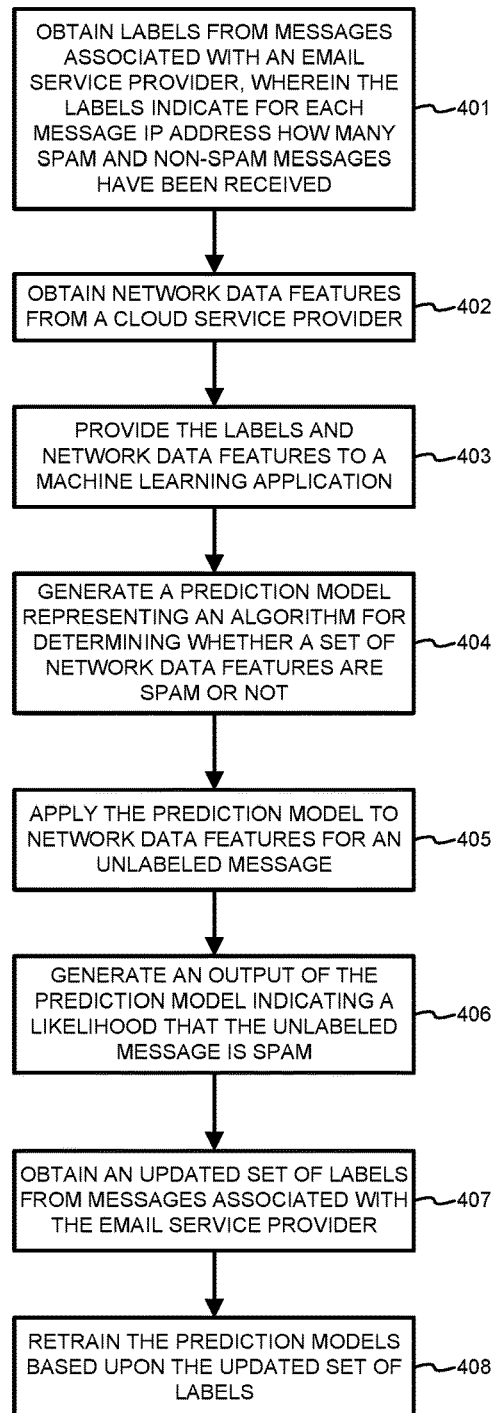 OBTAIN LABELS FROM MESSAGES
ASSOCIATED WITH AN EMAIL
SERVICE PROVIDER, WHEREIN THE
LABELS INDICATE FOR EACH
MESSAGE IP ADDRESS HOW MANY
SPAM AND NON-SPAM MESSAGES
HAVE BEEN RECEIVED
401
OBTAIN NETWORK DATA FEATURES
FROM A CLOUD SERVICE PROVIDER
402
PROVIDE THE LABELS AND
NETWORK DATA FEATURES TO A
MACHINE LEARNING APPLICATION
403
GENERATE A PREDICTION MODEL
REPRESENTING AN ALGORITHM FOR
DETERMINING WHETHER A SET OF
NETWORK DATA FEATURES ARE
SPAM OR NOT
404
APPLY THE PREDICTION MODEL TO
NETWORK DATA FEATURES FOR AN
UNLABELED MESSAGE
405
GENERATE AN OUTPUT OF THE
PREDICTION MODEL INDICATING A
LIKELIHOOD THAT THE UNLABELED
MESSAGE IS SPAM
406
OBTAIN AN UPDATED SET OF LABELS
FROM MESSAGES ASSOCIATED WITH
THE EMAIL SERVICE PROVIDER
407
RETRAIN THE PREDICTION MODELS
BASED UPON THE UPDATED SET OF
LABELS
408